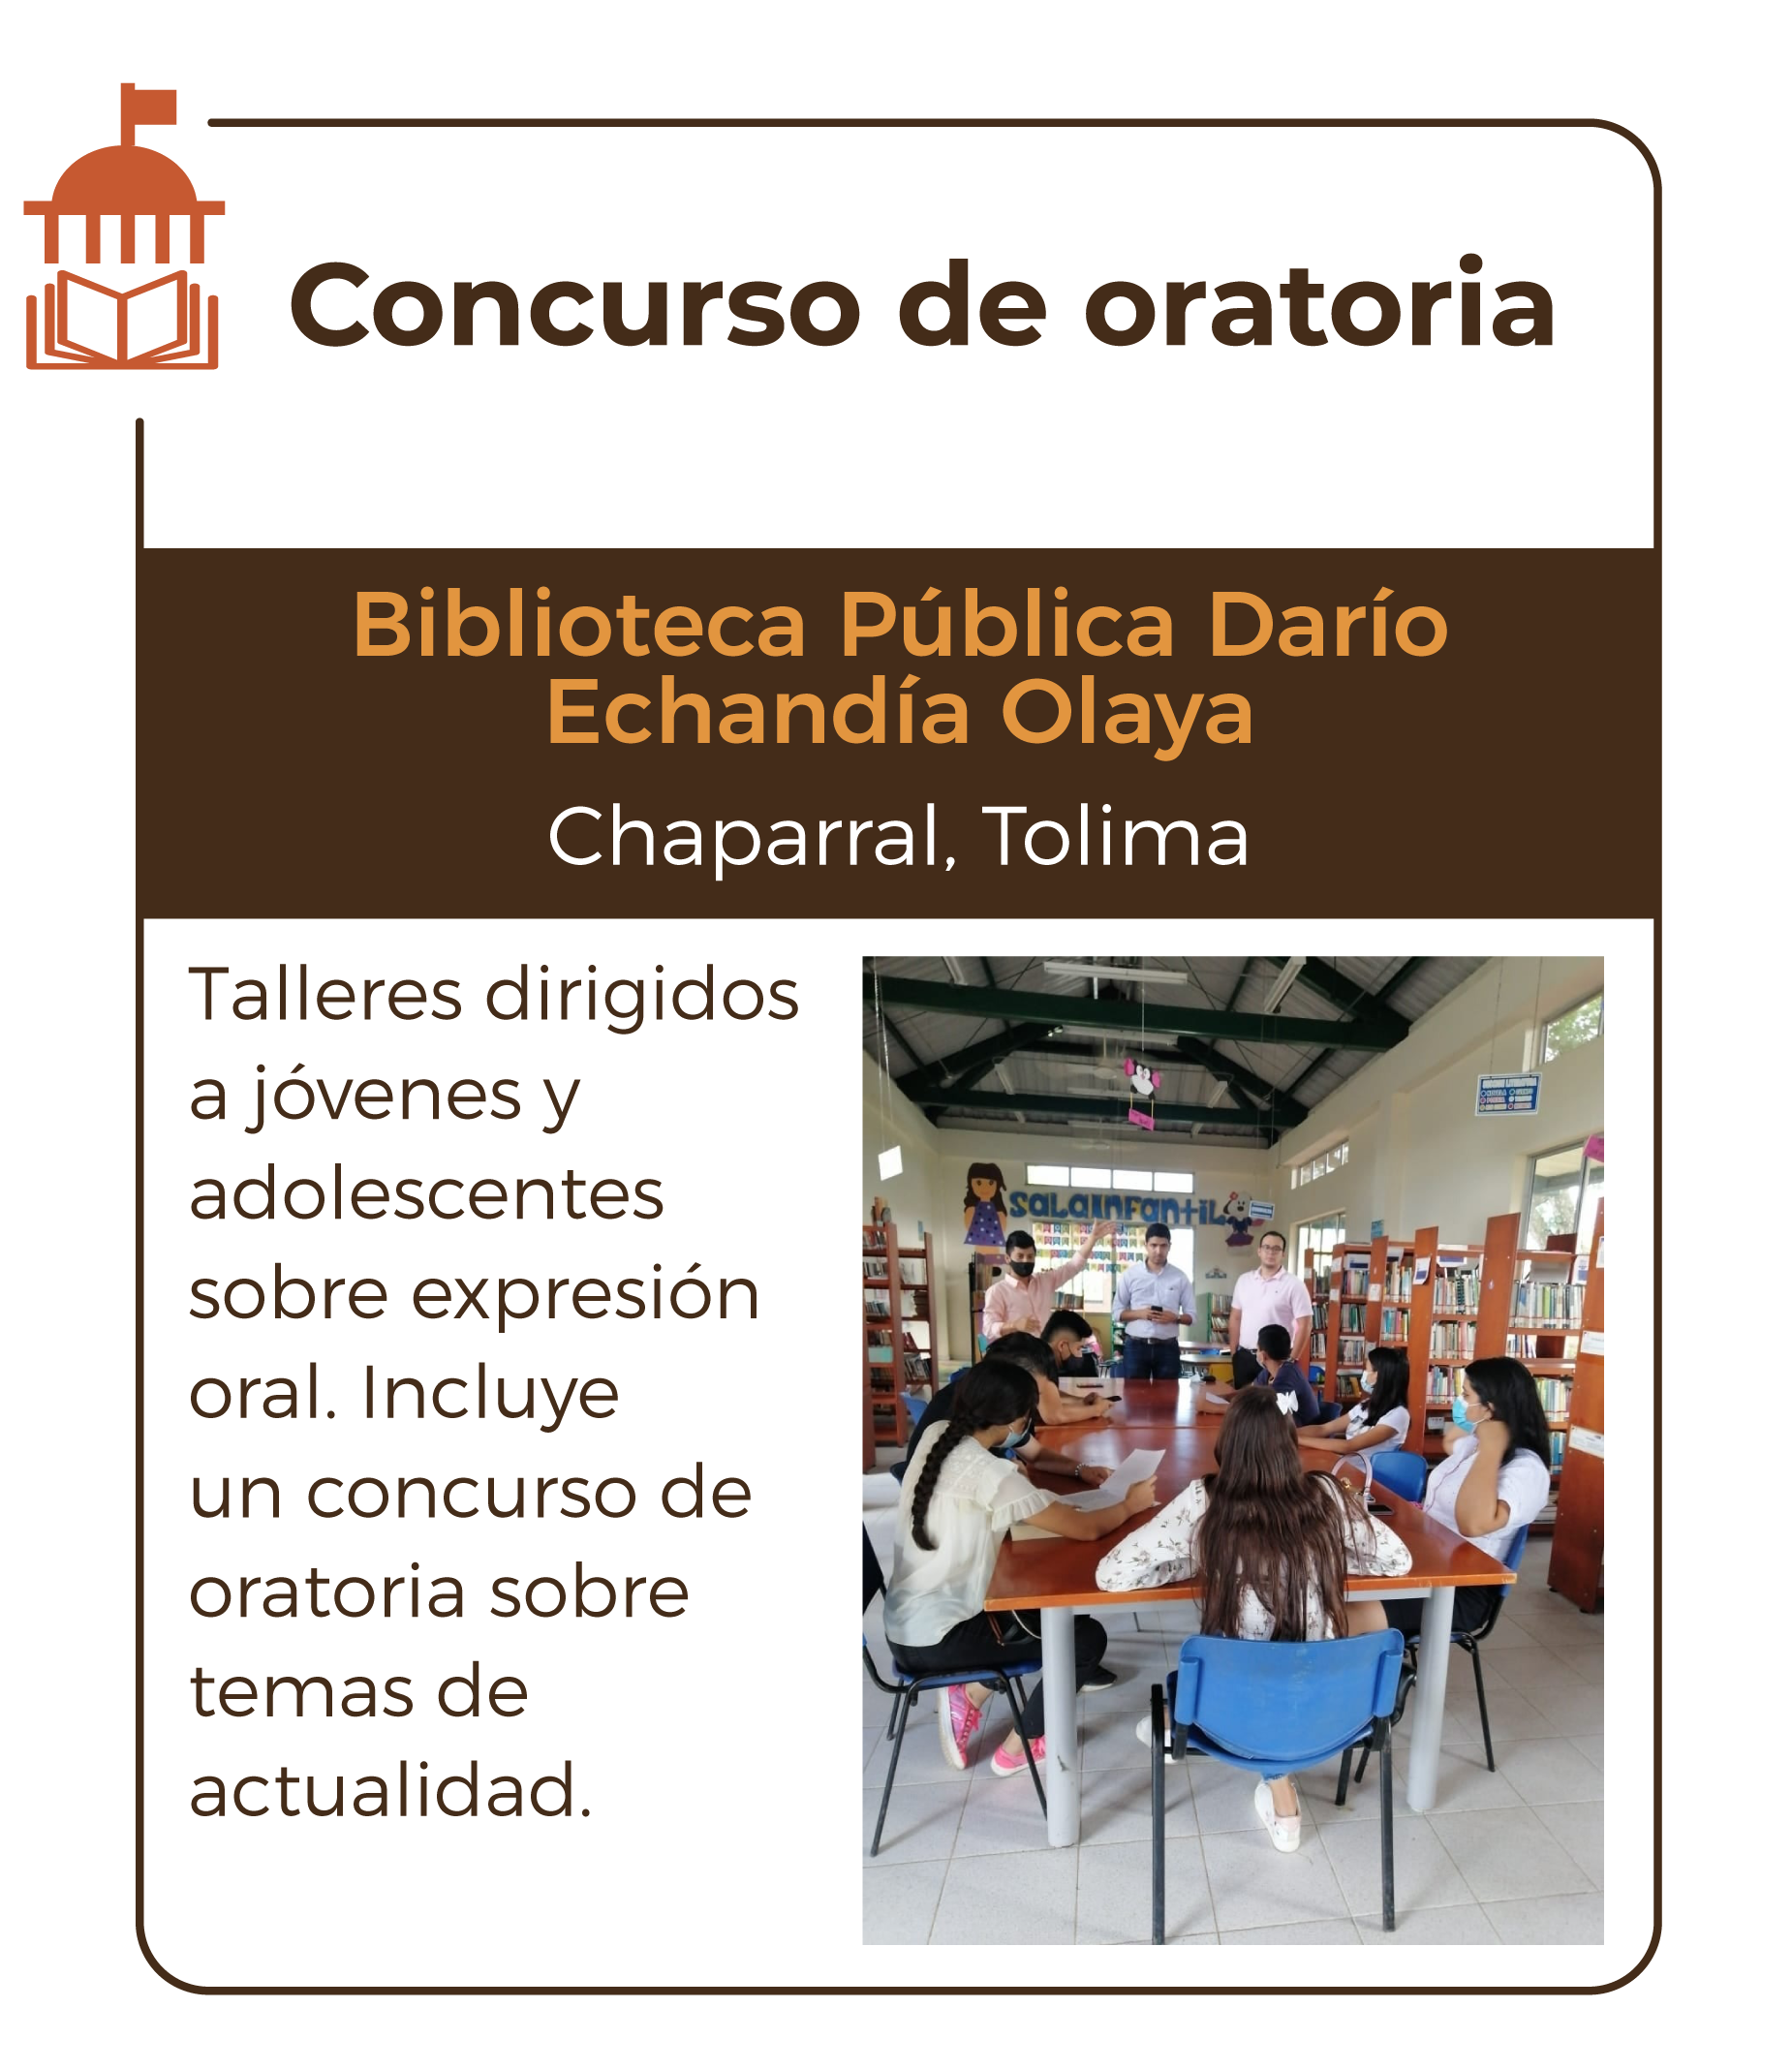 Concurso de oratoria
Biblioteca Pública Darío
Echandía Olaya
Chaparral, Tolima
Talleres dirigidos
a jóvenes y
adolescentes
sobre expresión
oral. Incluye
un concurso de
oratoria sobre
temas de
actualidad.
SALA INFANTIL